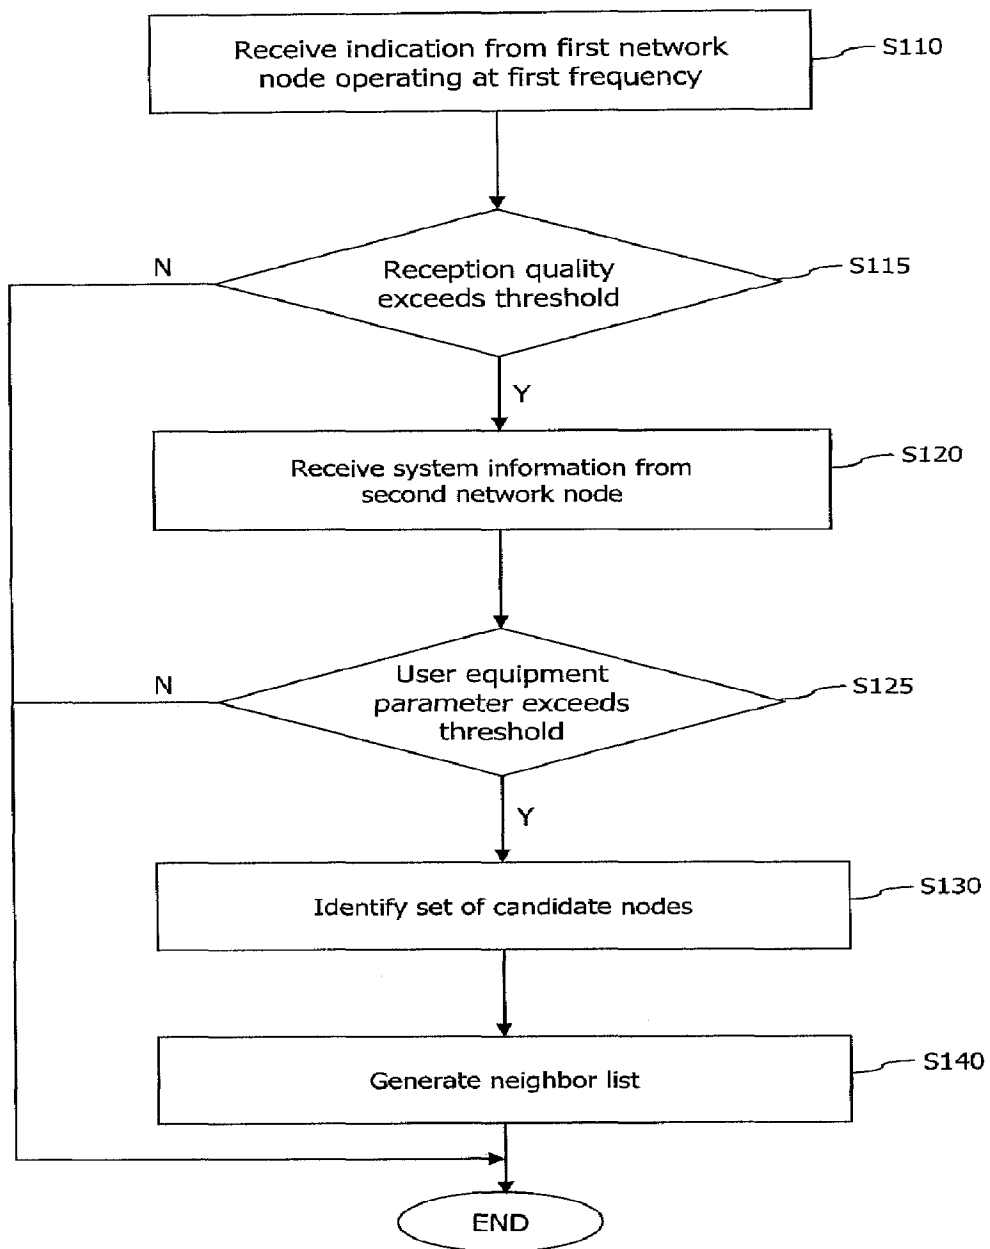 Receive indication from first network
node operating at first frequency
S110
Reception quality
exceeds threshold
S115
N
Y
Receive system information from
second network node
S120
User equipment
parameter exceeds
threshold
S125
N
Y
Identify set of candidate nodes
S130
Generate neighbor list
S140
END